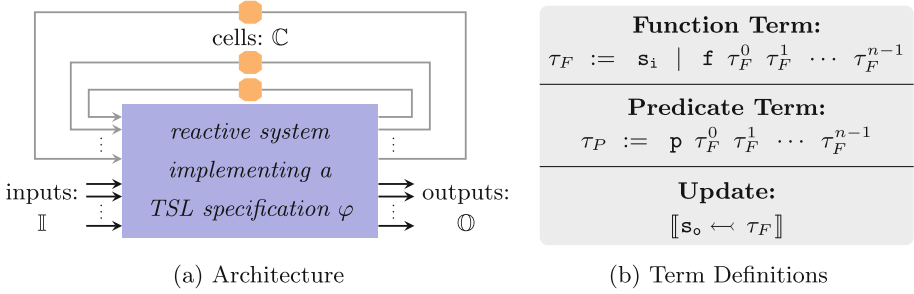 cells: ℂ
reactive system
implementing a
TSL specification φ
inputs:
𝕀
outputs:
𝕆
(a) Architecture
Function Term:
τ_F := s_i | f τ_F^0 τ_F^1 ⋯ τ_F^{n−1}
Predicate Term:
τ_P := p τ_F^0 τ_F^1 ⋯ τ_F^{n−1}
Update:
⟦s_o ↢ τ_F⟧
(b) Term Definitions